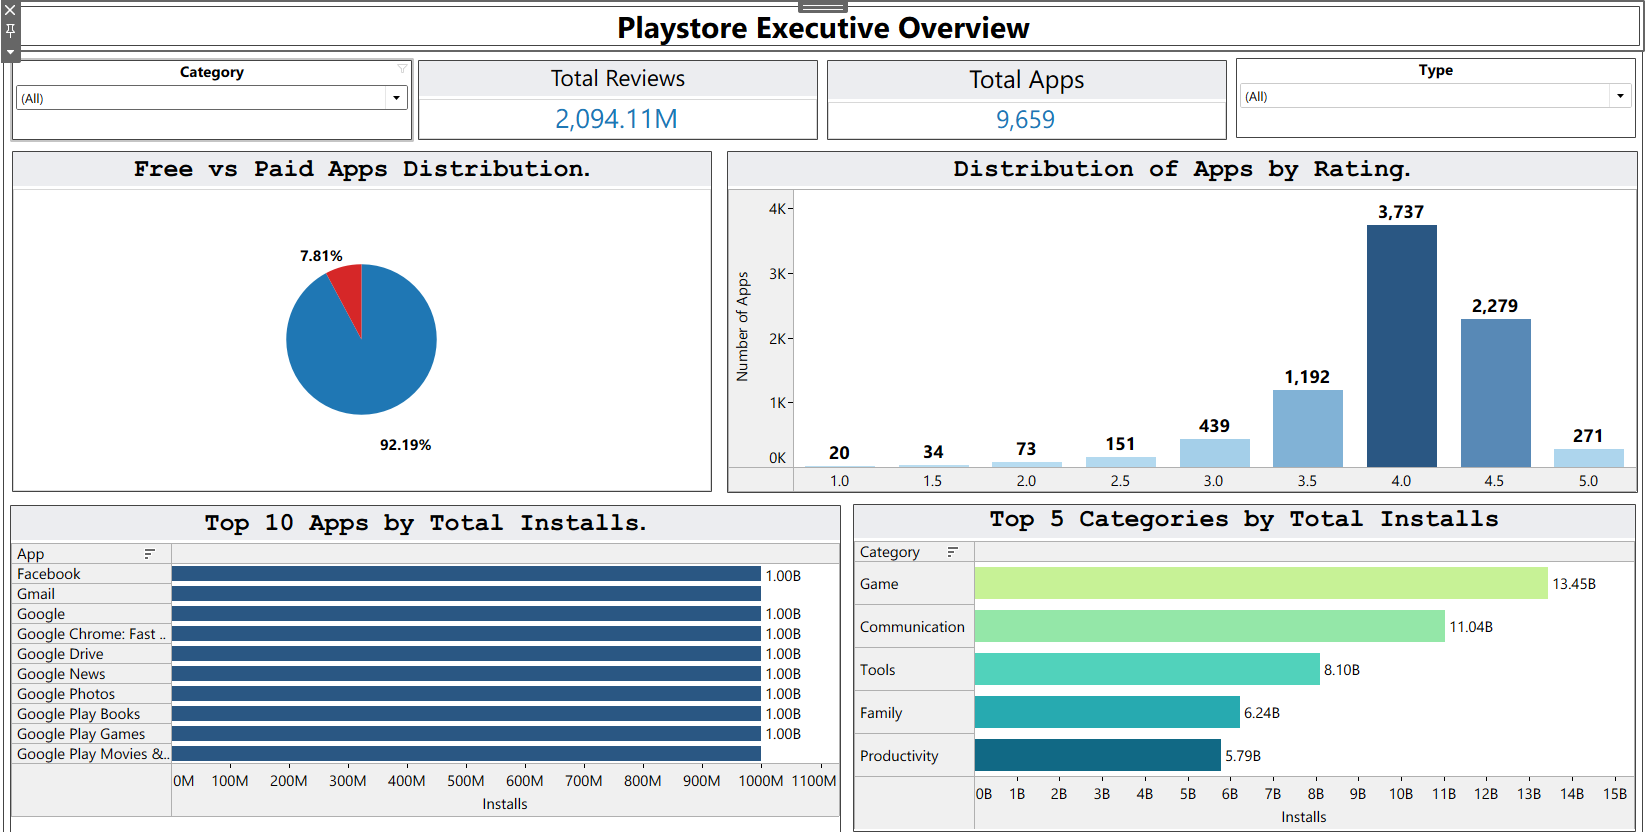 Playstore Executive Overview
Category
(All)
Total Reviews
2,094.11M
Total Apps
9,659
Type
(All)
Free vs Paid Apps Distribution.
7.81%
92.19%
Distribution of Apps by Rating.
Number of Apps
4K
3K
2K
1K
0K
20
34
73
151
439
1,192
3,737
2,279
271
1.0 1.5 2.0 2.5 3.0 3.5 4.0 4.5 5.0
Top 10 Apps by Total Installs.
App
Facebook 1.00B
Gmail
Google 1.00B
Google Chrome: Fast .. 1.00B
Google Drive 1.00B
Google News 1.00B
Google Photos 1.00B
Google Play Books 1.00B
Google Play Games 1.00B
Google Play Movies &..
0M 100M 200M 300M 400M 500M 600M 700M 800M 900M 1000M 1100M
Installs
Top 5 Categories by Total Installs
Category
Game 13.45B
Communication 11.04B
Tools 8.10B
Family 6.24B
Productivity 5.79B
0B 1B 2B 3B 4B 5B 6B 7B 8B 9B 10B 11B 12B 13B 14B 15B
Installs